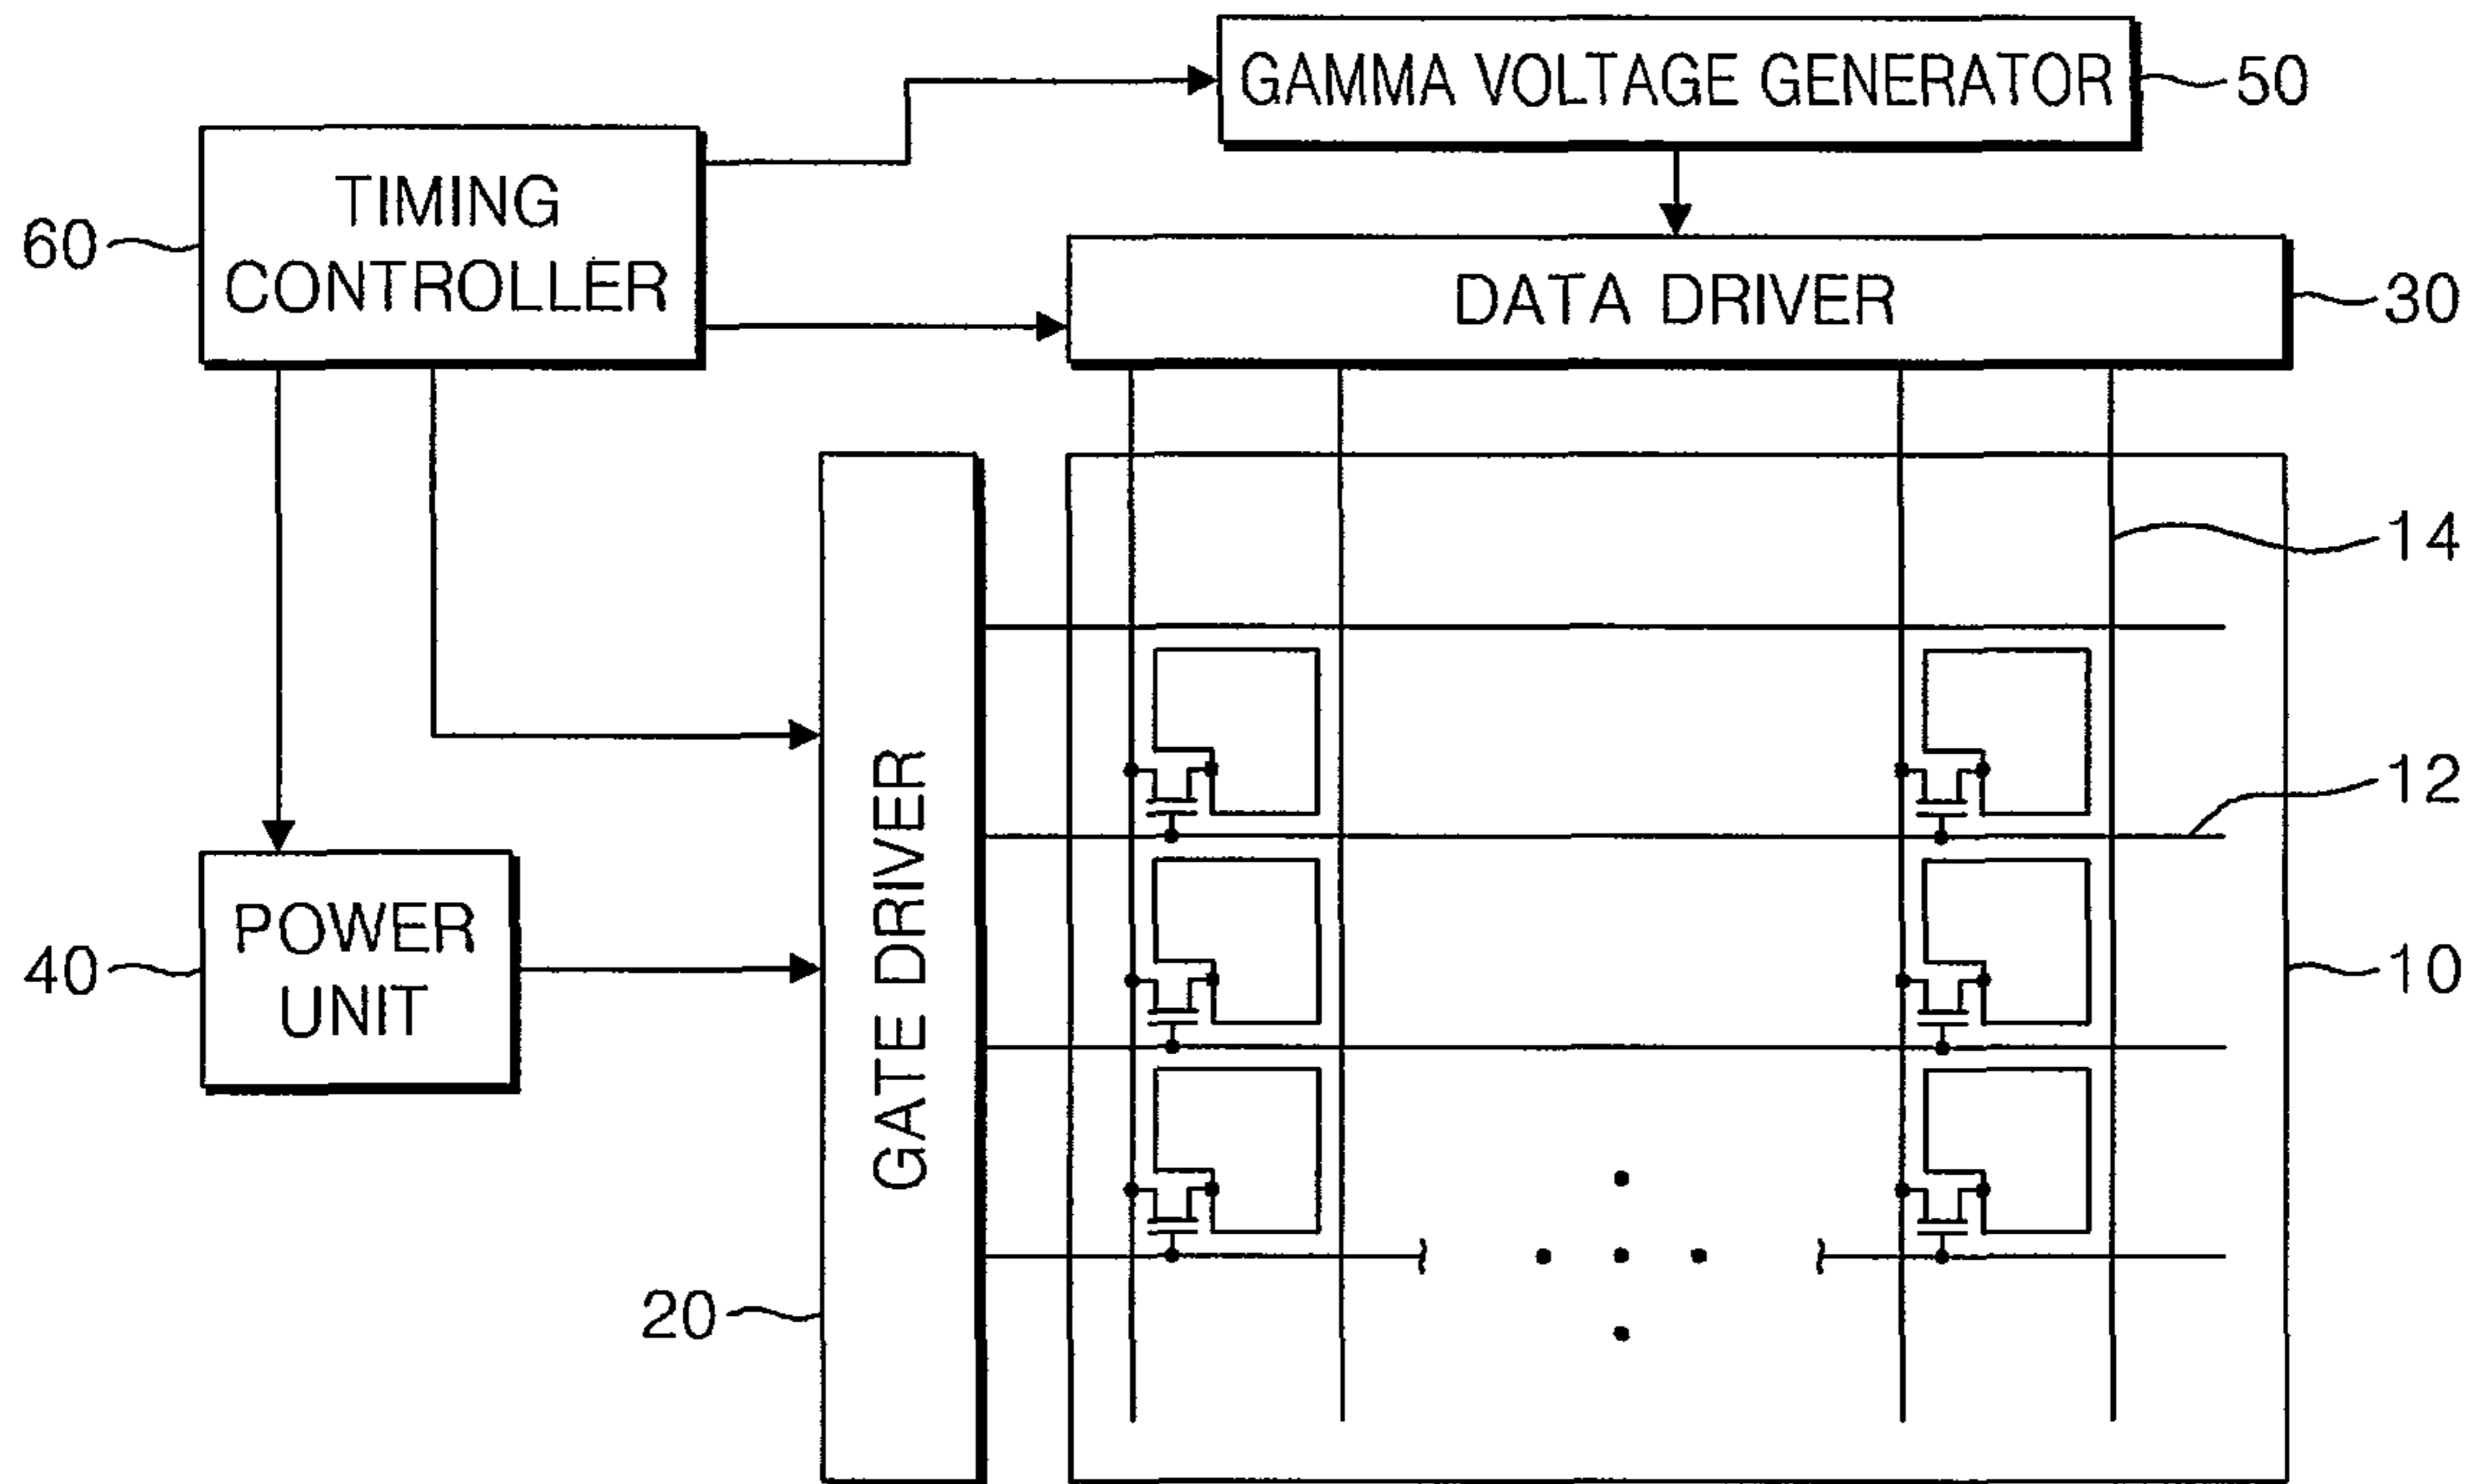 GAMMA VOLTAGE GENERATOR
50
TIMING
CONTROLLER
60
DATA DRIVER
30
14
12
GATE DRIVER
POWER
UNIT
40
10
20